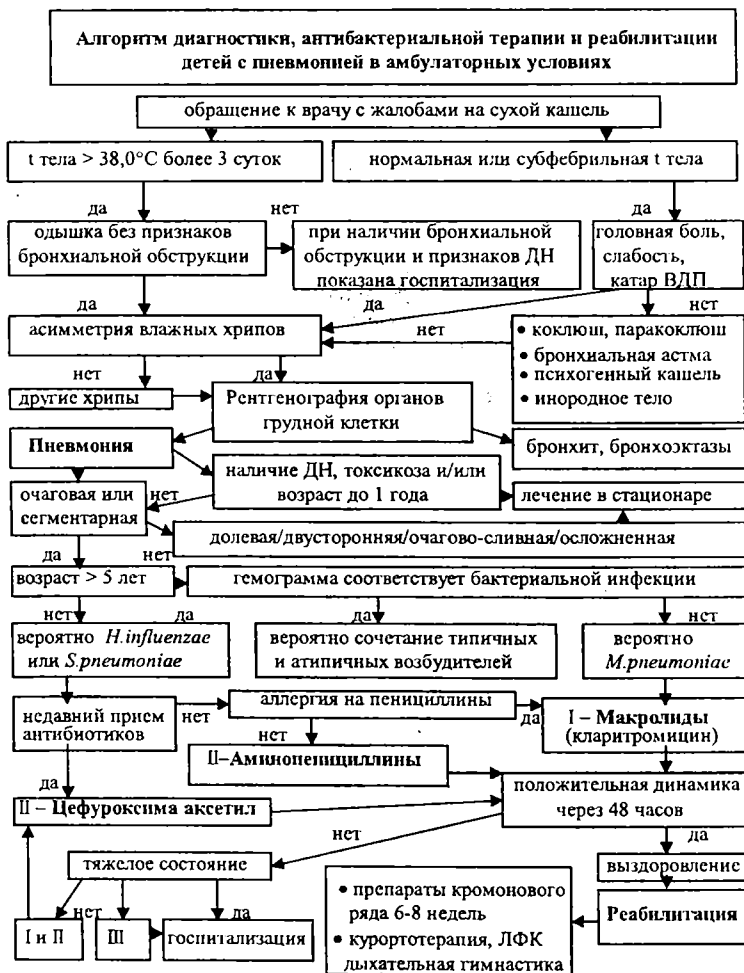 Алгоритм диагностики, антибактериальной терапии и реабилитации
детей с пневмонией в амбулаторных условиях
обращение к врачу с жалобами на сухой кашель
t тела > 38,0°C более 3 суток
нормальная или субфебрильная t тела
да
нет
да
одышка без признаков
бронхиальной обструкции
при наличии бронхиальной
обструкции и признаков ДН
показана госпитализация
головная боль,
слабость,
катар ВДП
да
да
нет
асимметрия влажных хрипов
нет
• коклюш, паракоклюш
• бронхиальная астма
• психогенный кашель
• инородное тело
нет
да
другие хрипы
Рентгенография органов
грудной клетки
Пневмония
бронхит, бронхоэктазы
наличие ДН, токсикоза и/или
возраст до 1 года
очаговая или
сегментарная
нет
лечение в стационаре
долевая/двусторонняя/очагово-сливная/осложненная
да
нет
возраст > 5 лет
гемограмма соответствует бактериальной инфекции
нет
да
да
нет
вероятно H.influenzae
или S.pneumoniae
вероятно сочетание типичных
и атипичных возбудителей
вероятно
M.pneumoniae
недавний прием
антибиотиков
нет
аллергия на пенициллины
да
I – Макролиды
(кларитромицин)
нет
II–Аминопенициллины
да
положительная динамика
через 48 часов
II – Цефуроксима аксетил
нет
да
тяжелое состояние
выздоровление
нет
да
• препараты кромонового
ряда 6-8 недель
• курортотерапия, ЛФК
дыхательная гимнастика
Реабилитация
I и II
III
госпитализация